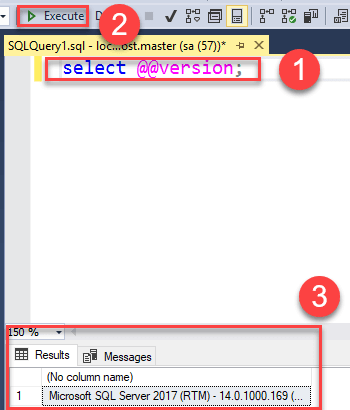 Execute
2
SQLQuery1.sql - loc...ost.master (sa (57))*
select @@version;
1
3
150 %
Results
Messages
(No column name)
1
Microsoft SQL Server 2017 (RTM) - 14.0.1000.169 (...